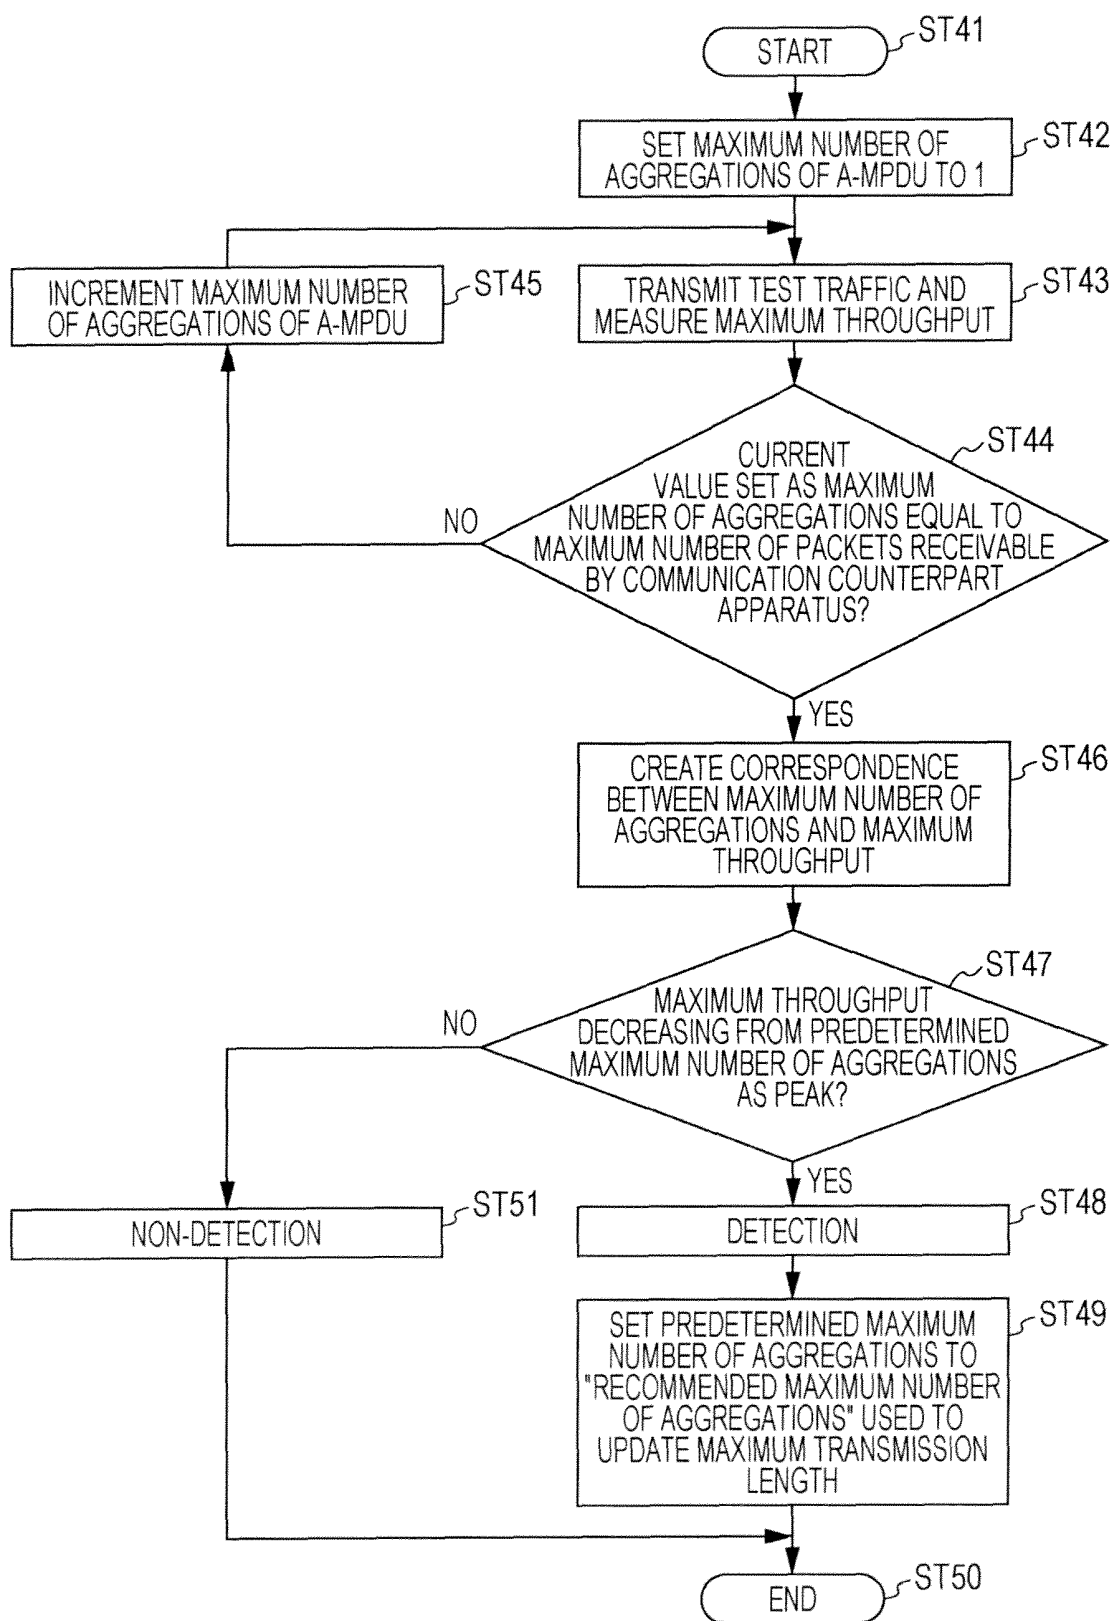 START
ST41
SET MAXIMUM NUMBER OF
AGGREGATIONS OF A-MPDU TO 1
ST42
INCREMENT MAXIMUM NUMBER
OF AGGREGATIONS OF A-MPDU
ST45
TRANSMIT TEST TRAFFIC AND
MEASURE MAXIMUM THROUGHPUT
ST43
CURRENT
VALUE SET AS MAXIMUM
NUMBER OF AGGREGATIONS EQUAL TO
MAXIMUM NUMBER OF PACKETS RECEIVABLE
BY COMMUNICATION COUNTERPART
APPARATUS?
ST44
NO
YES
CREATE CORRESPONDENCE
BETWEEN MAXIMUM NUMBER OF
AGGREGATIONS AND MAXIMUM
THROUGHPUT
ST46
MAXIMUM THROUGHPUT
DECREASING FROM PREDETERMINED
MAXIMUM NUMBER OF AGGREGATIONS
AS PEAK?
ST47
NO
YES
NON-DETECTION
ST51
DETECTION
ST48
SET PREDETERMINED MAXIMUM
NUMBER OF AGGREGATIONS TO
"RECOMMENDED MAXIMUM NUMBER
OF AGGREGATIONS" USED TO
UPDATE MAXIMUM TRANSMISSION
LENGTH
ST49
END
ST50